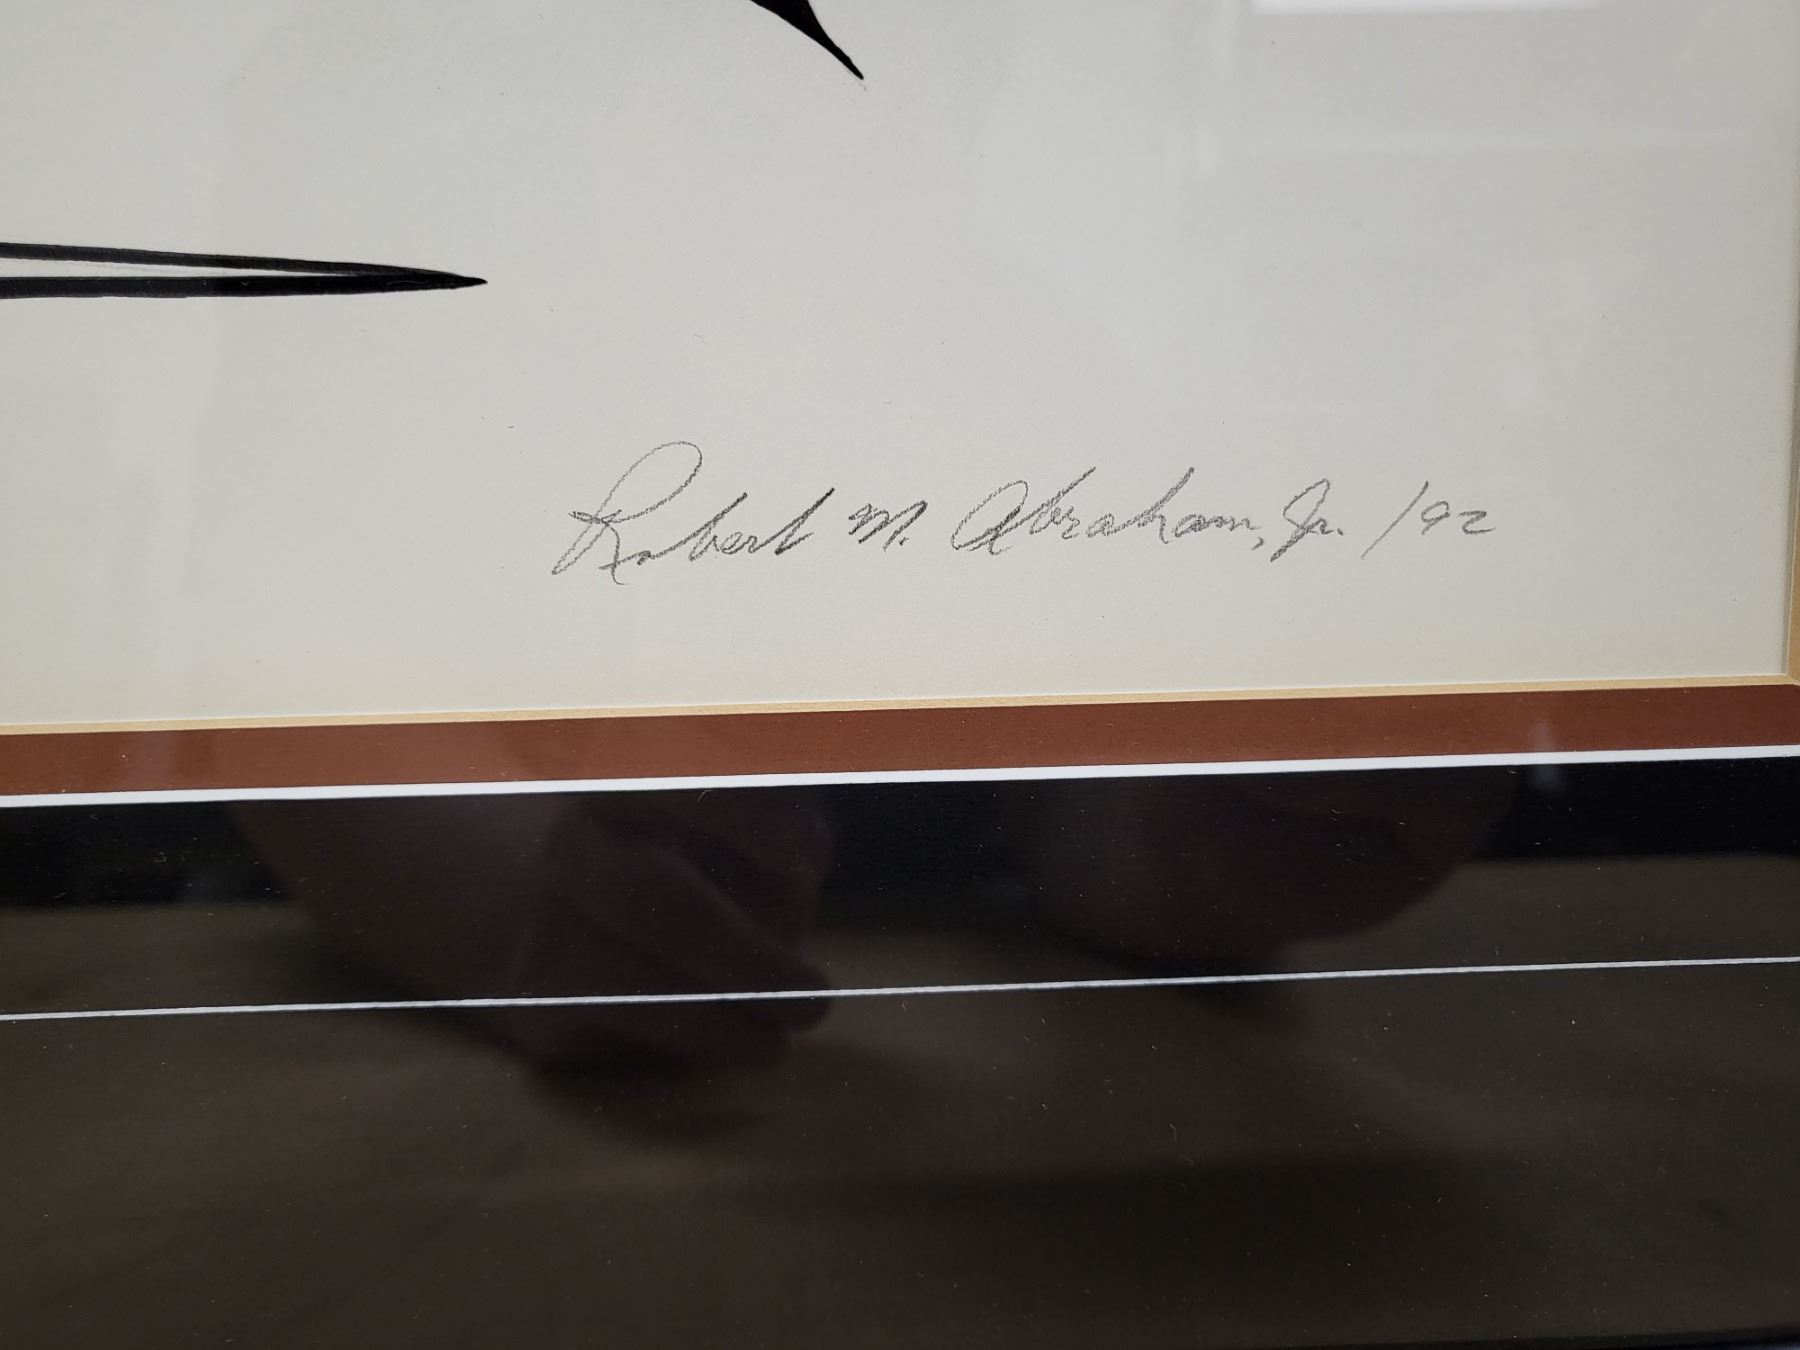 Robert M. Abraham, Jr. /92